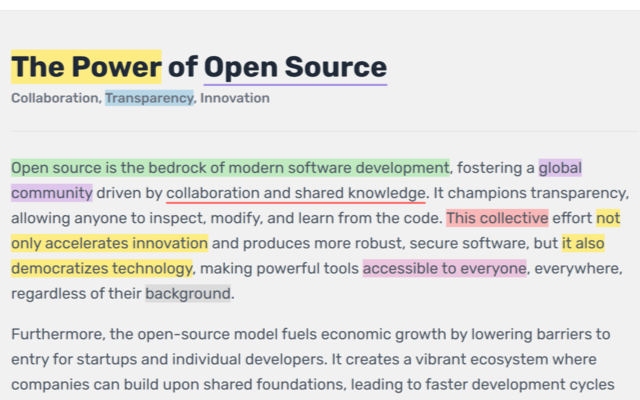 The Power of Open Source
Collaboration, Transparency, Innovation
Open source is the bedrock of modern software development, fostering a global
community driven by collaboration and shared knowledge. It champions transparency,
allowing anyone to inspect, modify, and learn from the code. This collective effort not
only accelerates innovation and produces more robust, secure software, but it also
democratizes technology, making powerful tools accessible to everyone, everywhere,
regardless of their background.
Furthermore, the open-source model fuels economic growth by lowering barriers to
entry for startups and individual developers. It creates a vibrant ecosystem where
companies can build upon shared foundations, leading to faster development cycles